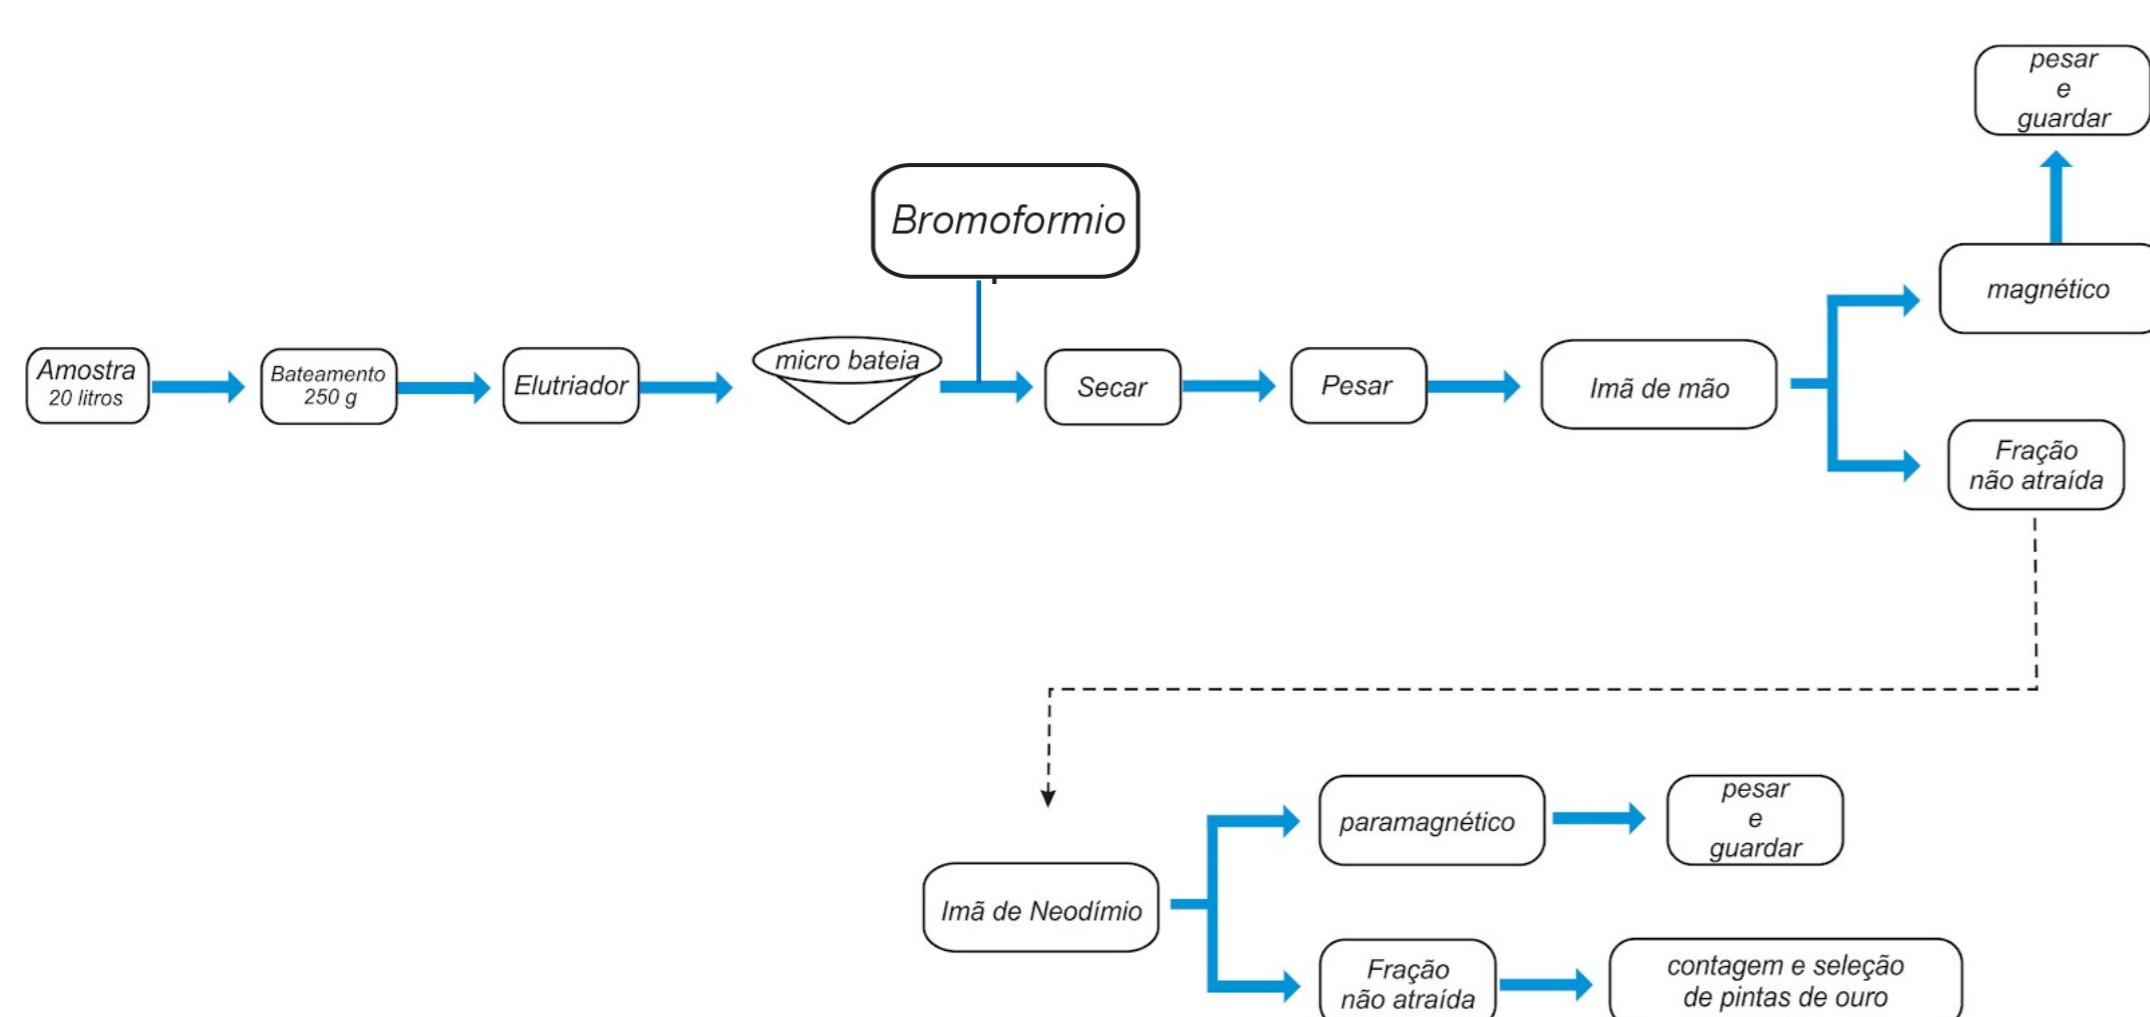 pesar
e
guardar
Bromoformio
magnético
Amostra
20 litros
Bateamento
250 g
Elutriador
micro bateia
Secar
Pesar
Imã de mão
Fração
não atraída
paramagnético
pesar
e
guardar
Imã de Neodímio
Fração
não atraída
contagem e seleção
de pintas de ouro